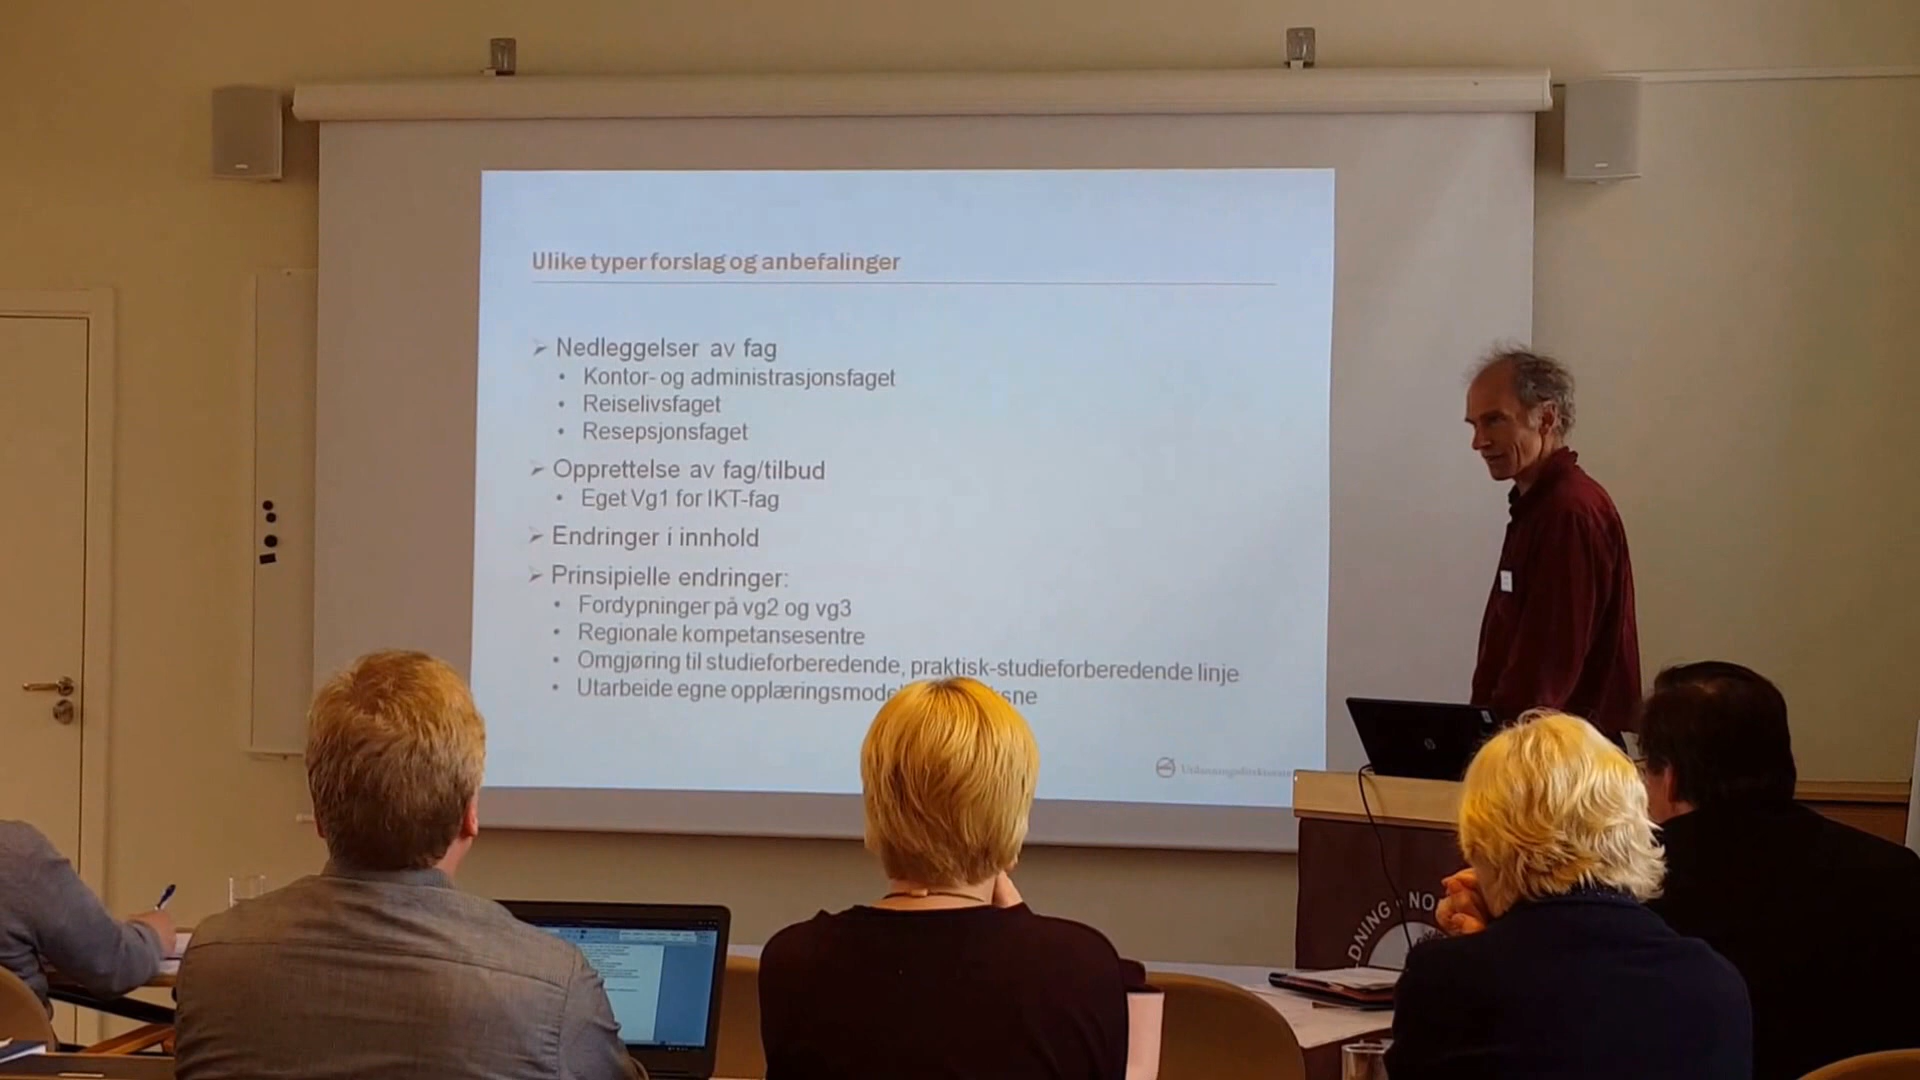 Ulike typer forslag og anbefalinger
Nedleggelser av fag
Kontor- og administrasjonsfaget
Reiselivsfaget
Resepsjonsfaget
Opprettelse av fag/tilbud
Eget Vg1 for IKT-fag
Endringer i innhold
Prinsipielle endringer:
Fordypninger på vg2 og vg3
Regionale kompetansesentre
Omgjøring til studieforberedende, praktisk-studieforberedende linje
Utarbeide egne
DNING • NO